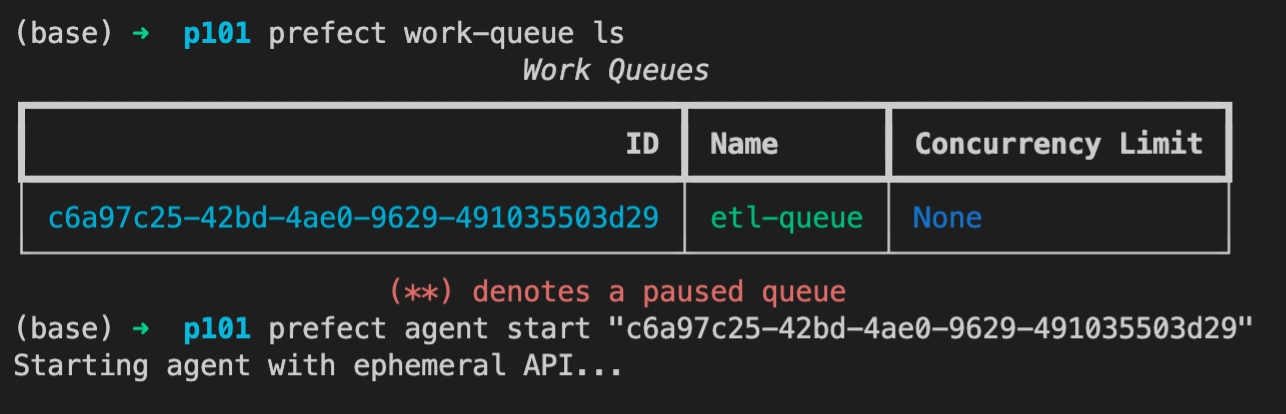 (base) ➜  p101 prefect work-queue ls
Work Queues
ID Name Concurrency Limit
c6a97c25-42bd-4ae0-9629-491035503d29 etl-queue None
(**) denotes a paused queue
(base) ➜  p101 prefect agent start "c6a97c25-42bd-4ae0-9629-491035503d29"
Starting agent with ephemeral API...